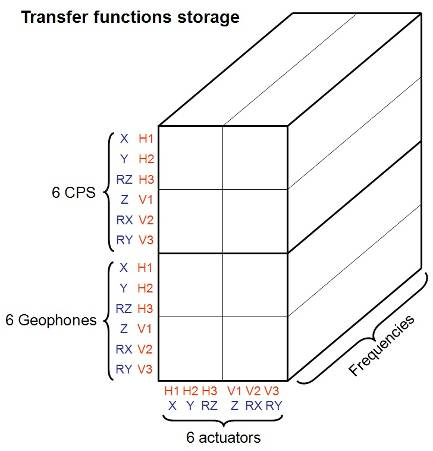 Transfer functions storage
X H1
Y H2
RZ H3
6 CPS
Z V1
RX V2
RY V3
X H1
Y H2
RZ H3
6 Geophones
Z V1
RX V2
RY V3
Frequencies
H1 H2 H3 V1 V2 V3
X Y RZ Z RX RY
6 actuators